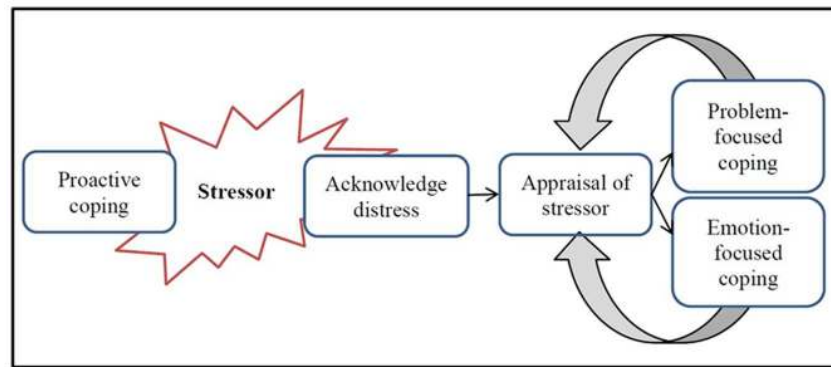 Proactive
coping
Stressor
Acknowledge
distress
Appraisal of
stressor
Problem-
focused
coping
Emotion-
focused
coping